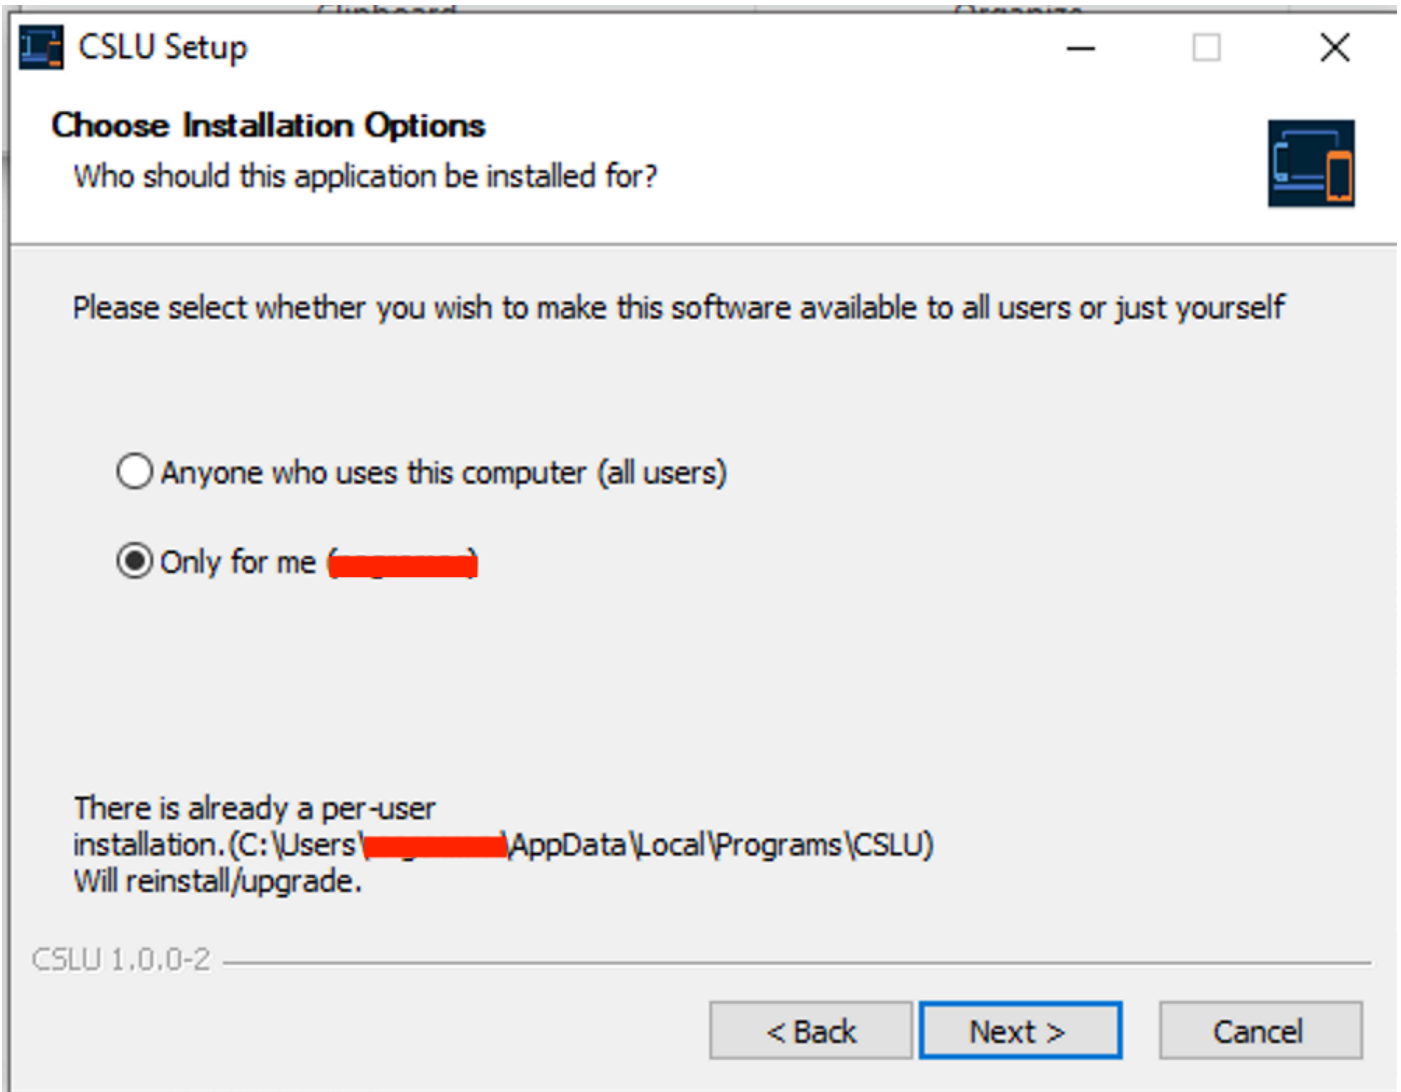 Clipboard Organize
CSLU Setup
Choose Installation Options
Who should this application be installed for?
Please select whether you wish to make this software available to all users or just yourself
Anyone who uses this computer (all users)
Only for me
There is already a per-user
installation.(C:\Users\ \AppData\Local\Programs\CSLU)
Will reinstall/upgrade.
CSLU 1.0.0-2
< Back Next > Cancel